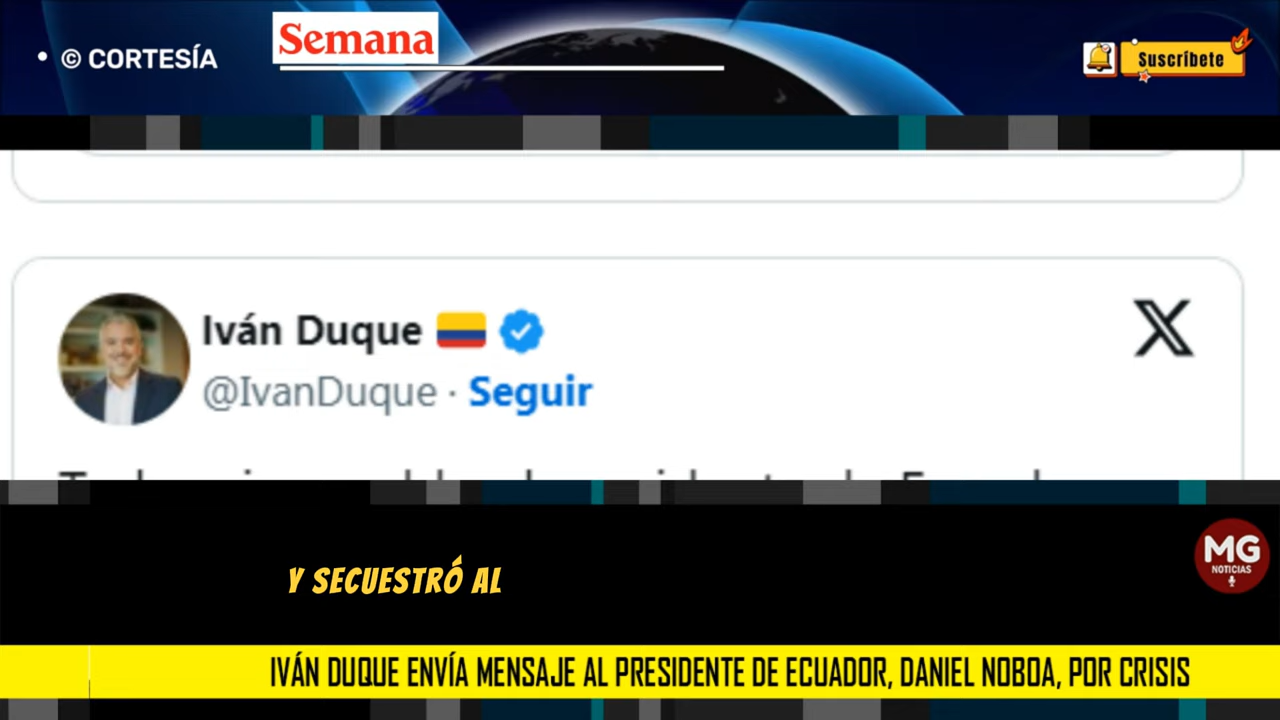 • © CORTESÍA
Semana
Suscríbete
Iván Duque
@IvanDuque · Seguir
Y SECUESTRÓ AL
MG
NOTICIAS
IVÁN DUQUE ENVÍA MENSAJE AL PRESIDENTE DE ECUADOR, DANIEL NOBOA, POR CRISIS